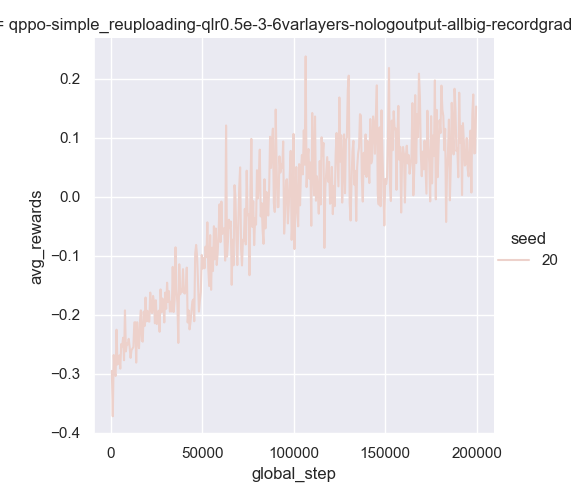 = qppo-simple_reuploading-qlr0.5e-3-6varlayers-nologoutput-allbig-recordgrad
0.2
0.1
0.0
−0.1
−0.2
−0.3
−0.4
avg_rewards
0 50000 100000 150000 200000
global_step
seed
20